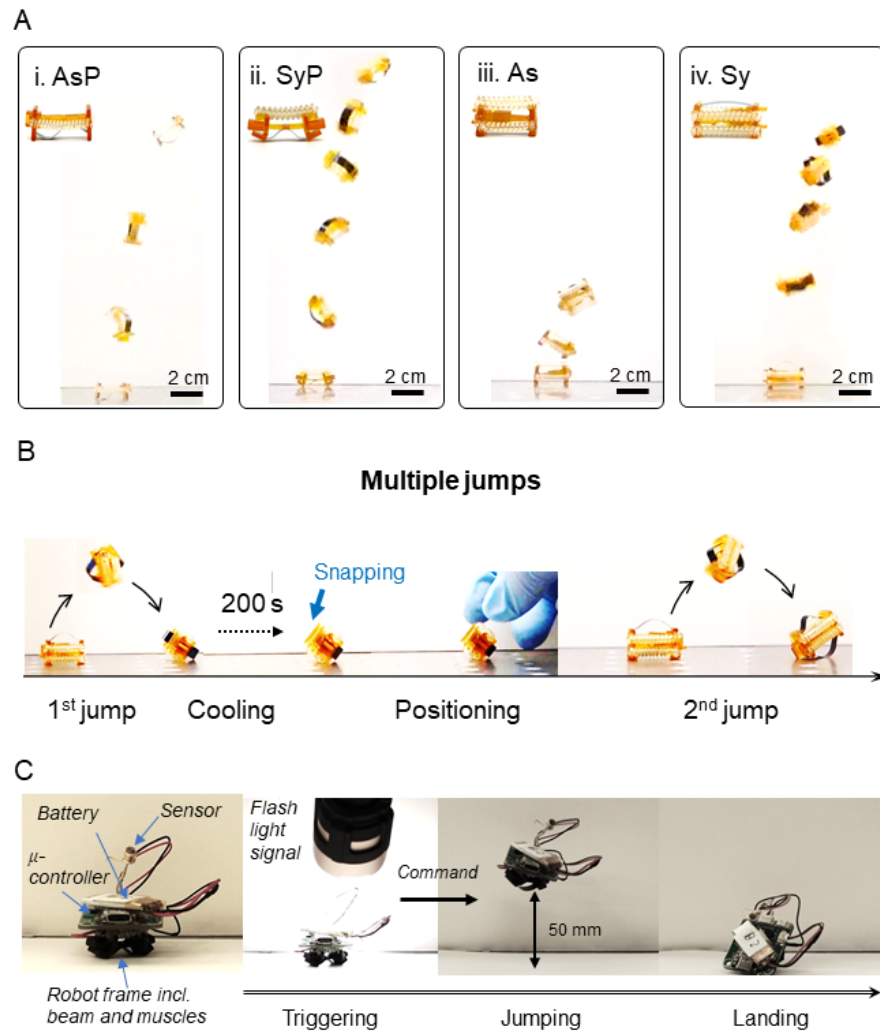 A
i. AsP
ii. SyP
iii. As
iv. Sy
2 cm
2 cm
2 cm
2 cm
B
Multiple jumps
Snapping
200 s
1st jump
Cooling
Positioning
2nd jump
C
Battery
Sensor
μ-
controller
Robot frame incl.
beam and muscles
Flash
light
signal
Command
50 mm
B2
Triggering
Jumping
Landing